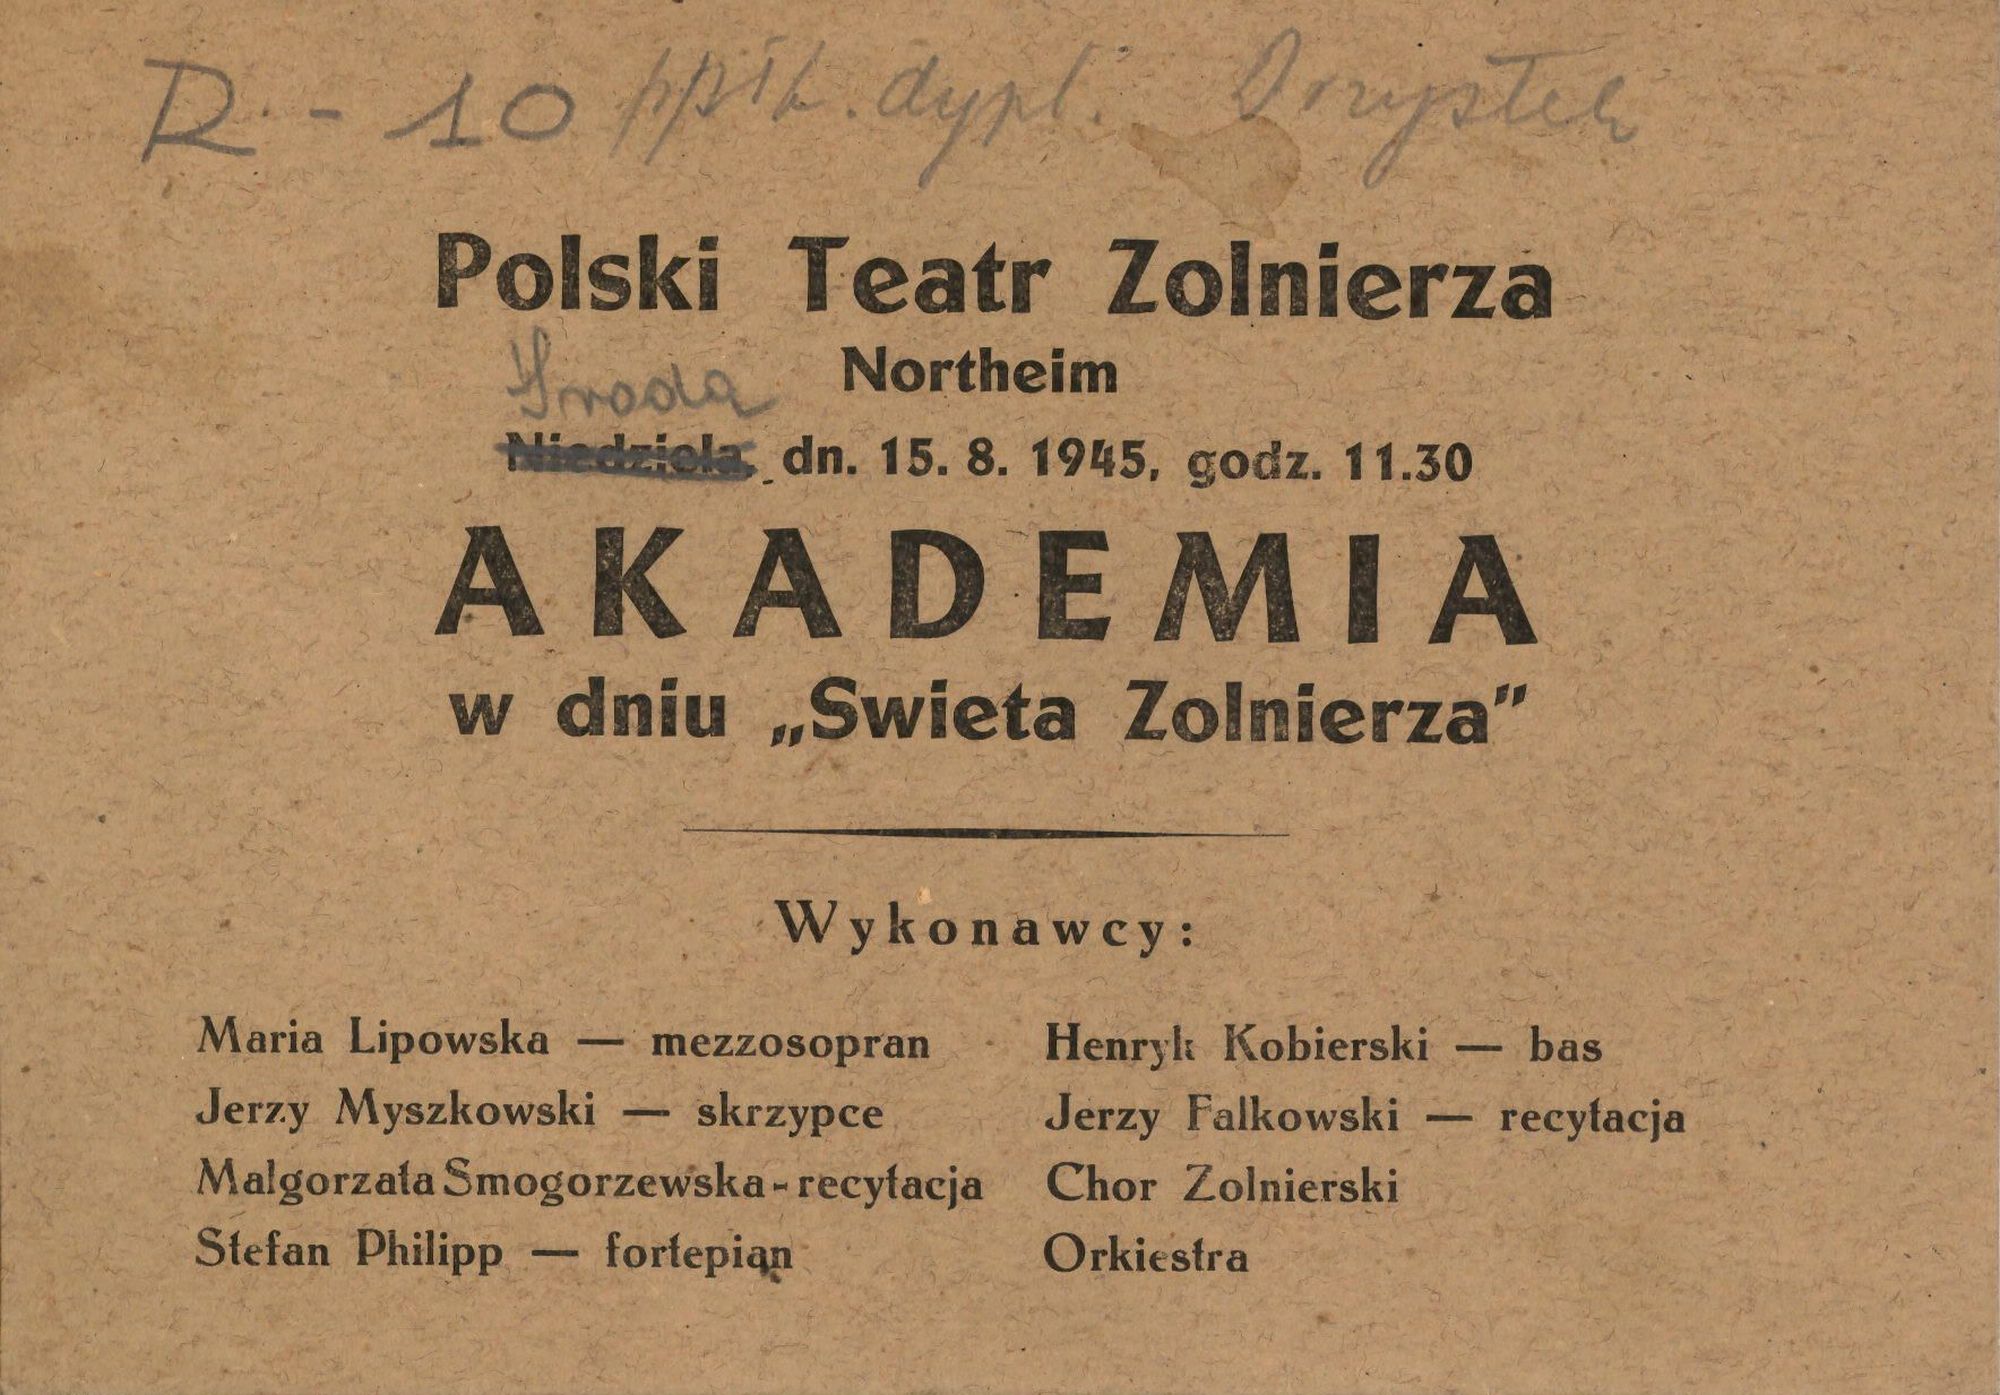 R. - 10 ppłk. dypl.
Polski Teatr Zolnierza
Northeim
Sroda
Niedziela, dn. 15. 8. 1945, godz. 11.30
AKADEMIA
w dniu „Swieta Zolnierza”
Wykonawcy:
Maria Lipowska — mezzosopran
Jerzy Myszkowski — skrzypce
Malgorzata Smogorzewska - recytacja
Stefan Philipp — fortepian
Henryk Kobierski — bas
Jerzy Falkowski — recytacja
Chor Zolnierski
Orkiestra